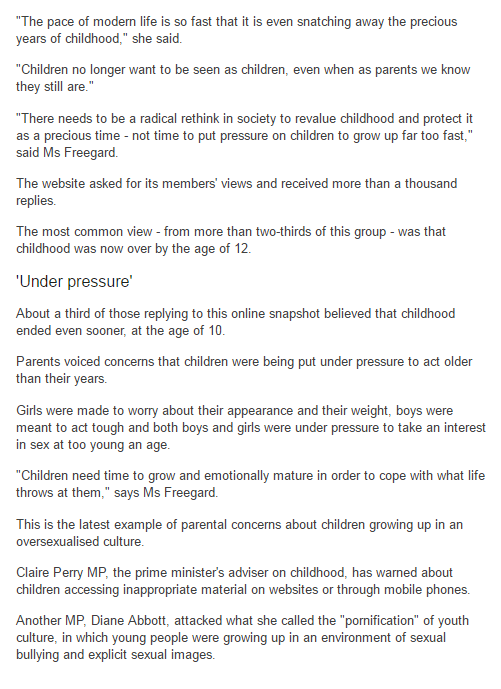 "The pace of modern life is so fast that it is even snatching away the precious
years of childhood," she said.
"Children no longer want to be seen as children, even when as parents we know
they still are."
"There needs to be a radical rethink in society to revalue childhood and protect it
as a precious time - not time to put pressure on children to grow up far too fast,"
said Ms Freegard.
The website asked for its members' views and received more than a thousand
replies.
The most common view - from more than two-thirds of this group - was that
childhood was now over by the age of 12.
'Under pressure'
About a third of those replying to this online snapshot believed that childhood
ended even sooner, at the age of 10.
Parents voiced concerns that children were being put under pressure to act older
than their years.
Girls were made to worry about their appearance and their weight, boys were
meant to act tough and both boys and girls were under pressure to take an interest
in sex at too young an age.
"Children need time to grow and emotionally mature in order to cope with what life
throws at them," says Ms Freegard.
This is the latest example of parental concerns about children growing up in an
oversexualised culture.
Claire Perry MP, the prime minister's adviser on childhood, has warned about
children accessing inappropriate material on websites or through mobile phones.
Another MP, Diane Abbott, attacked what she called the "pornification" of youth
culture, in which young people were growing up in an environment of sexual
bullying and explicit sexual images.